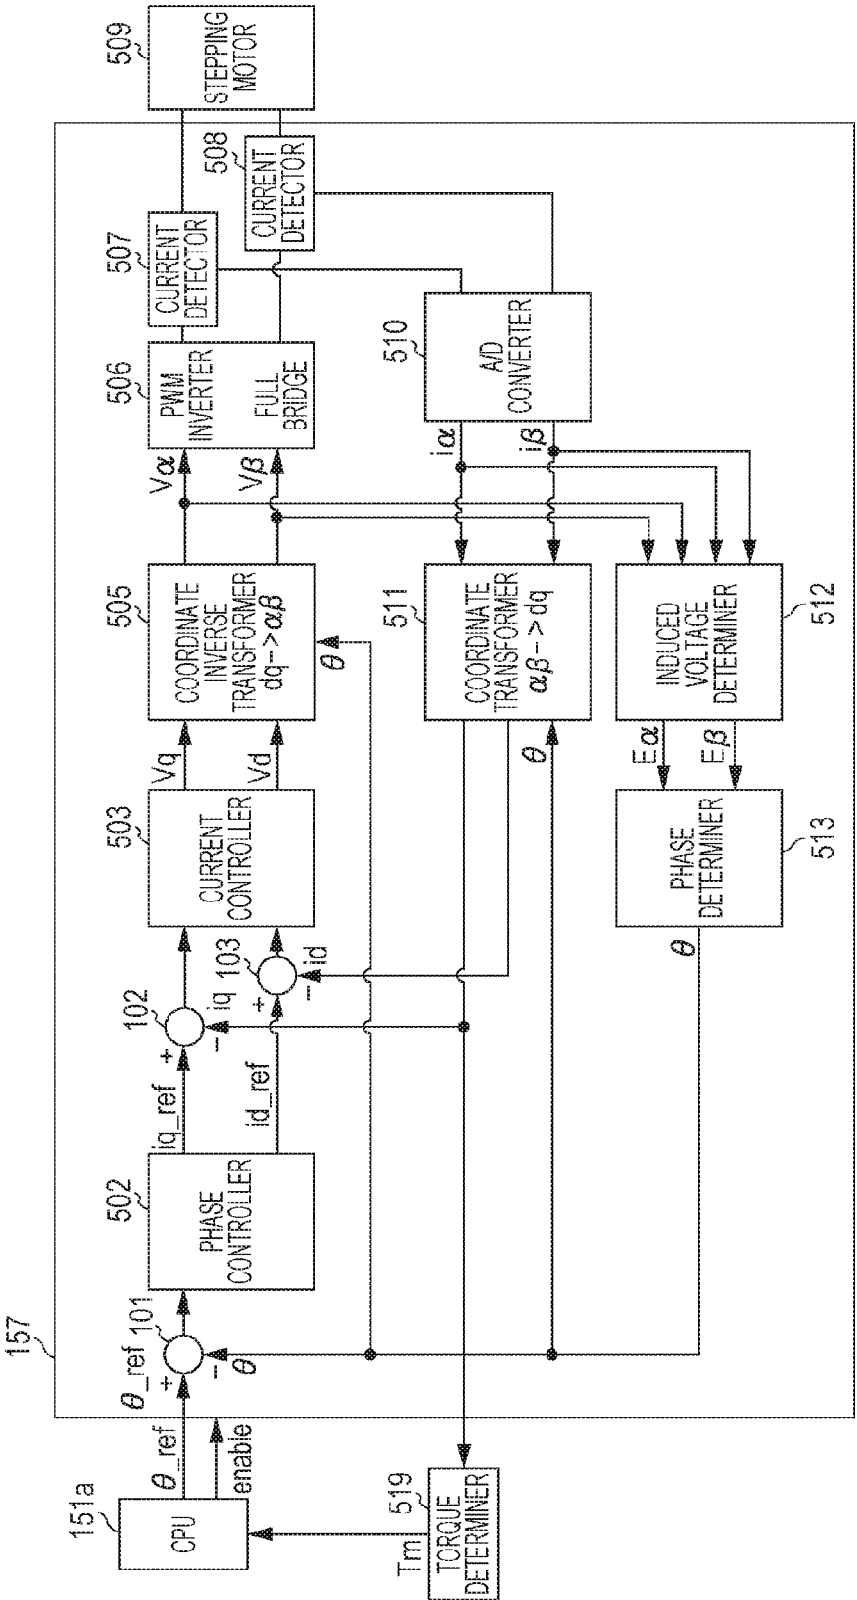 157
151a
CPU
θ_ref
enable
θ_ref
101
+
−
θ
502
PHASE
CONTROLLER
iq_ref
id_ref
102
+
−
iq
103
+
−
id
503
CURRENT
CONTROLLER
Vq
Vd
505
COORDINATE
INVERSE
TRANSFORMER
dq–>αβ
θ
Vα
Vβ
506
PWM
INVERTER
FULL
BRIDGE
507
CURRENT
DETECTOR
508
CURRENT
DETECTOR
509
STEPPING
MOTOR
510
A/D
CONVERTER
iα
iβ
511
COORDINATE
TRANSFORMER
αβ–>dq
θ
512
INDUCED
VOLTAGE
DETERMINER
Eα
Eβ
513
PHASE
DETERMINER
θ
519
TORQUE
DETERMINER
Tm